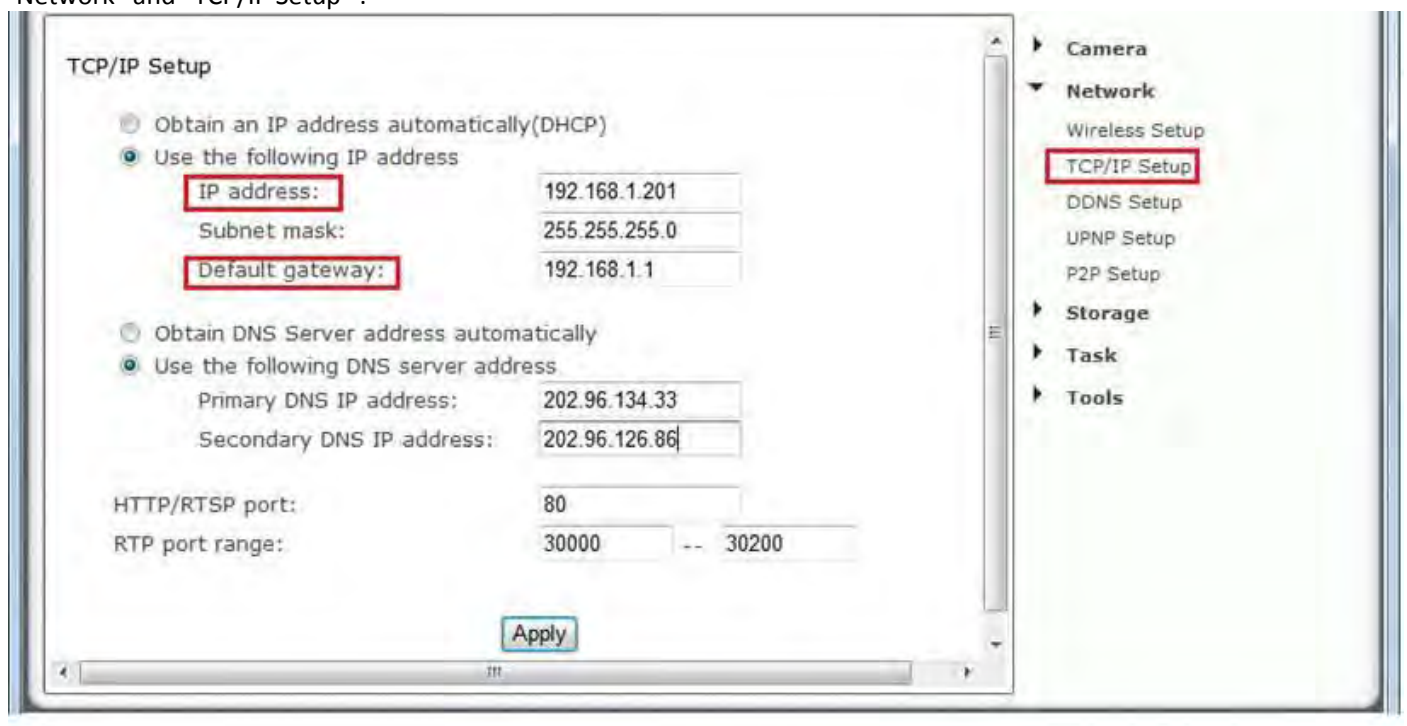 "Network" and "TCP/IP Setup".
TCP/IP Setup
Obtain an IP address automatically(DHCP)
Use the following IP address
IP address: 192.168.1.201
Subnet mask: 255.255.255.0
Default gateway: 192.168.1.1
Obtain DNS Server address automatically
Use the following DNS server address
Primary DNS IP address: 202.96.134.33
Secondary DNS IP address: 202.96.126.86
HTTP/RTSP port: 80
RTP port range: 30000 -- 30200
Apply
Camera
Network
Wireless Setup
TCP/IP Setup
DDNS Setup
UPNP Setup
P2P Setup
Storage
Task
Tools